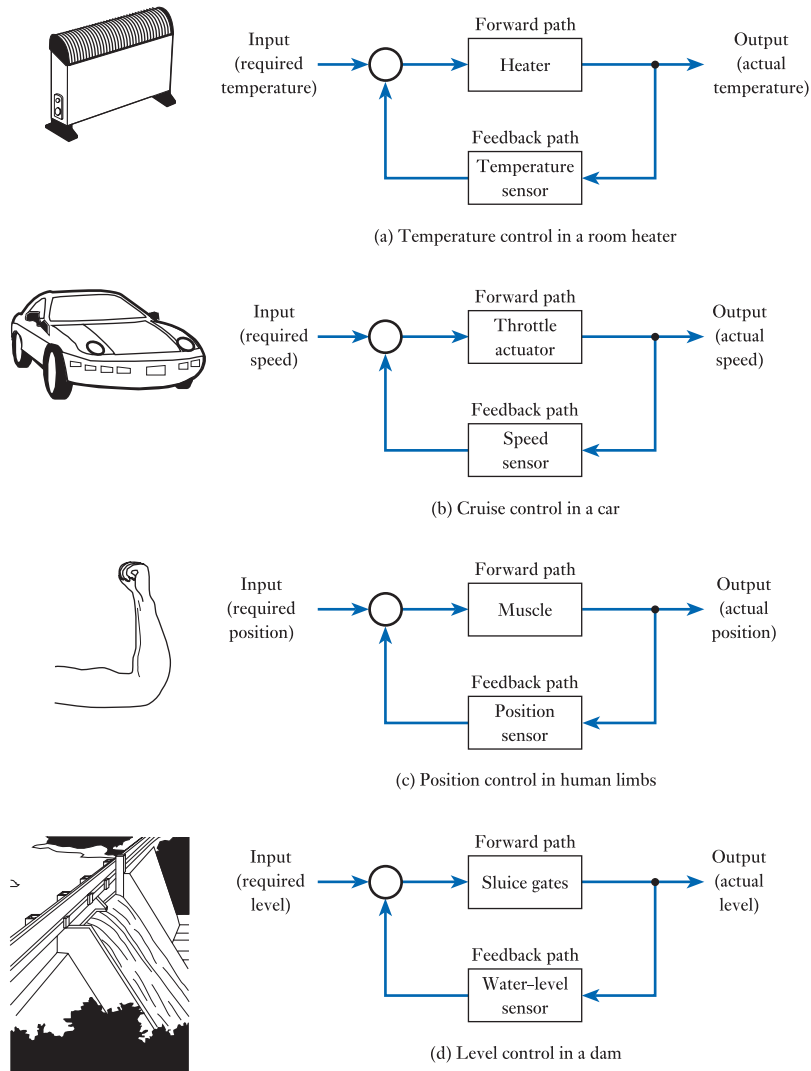 Forward path
Input
(required
temperature)
Heater
Output
(actual
temperature)
Feedback path
Temperature
sensor
(a) Temperature control in a room heater
Forward path
Input
(required
speed)
Throttle
actuator
Output
(actual
speed)
Feedback path
Speed
sensor
(b) Cruise control in a car
Forward path
Input
(required
position)
Muscle
Output
(actual
position)
Feedback path
Position
sensor
(c) Position control in human limbs
Forward path
Input
(required
level)
Sluice gates
Output
(actual
level)
Feedback path
Water–level
sensor
(d) Level control in a dam